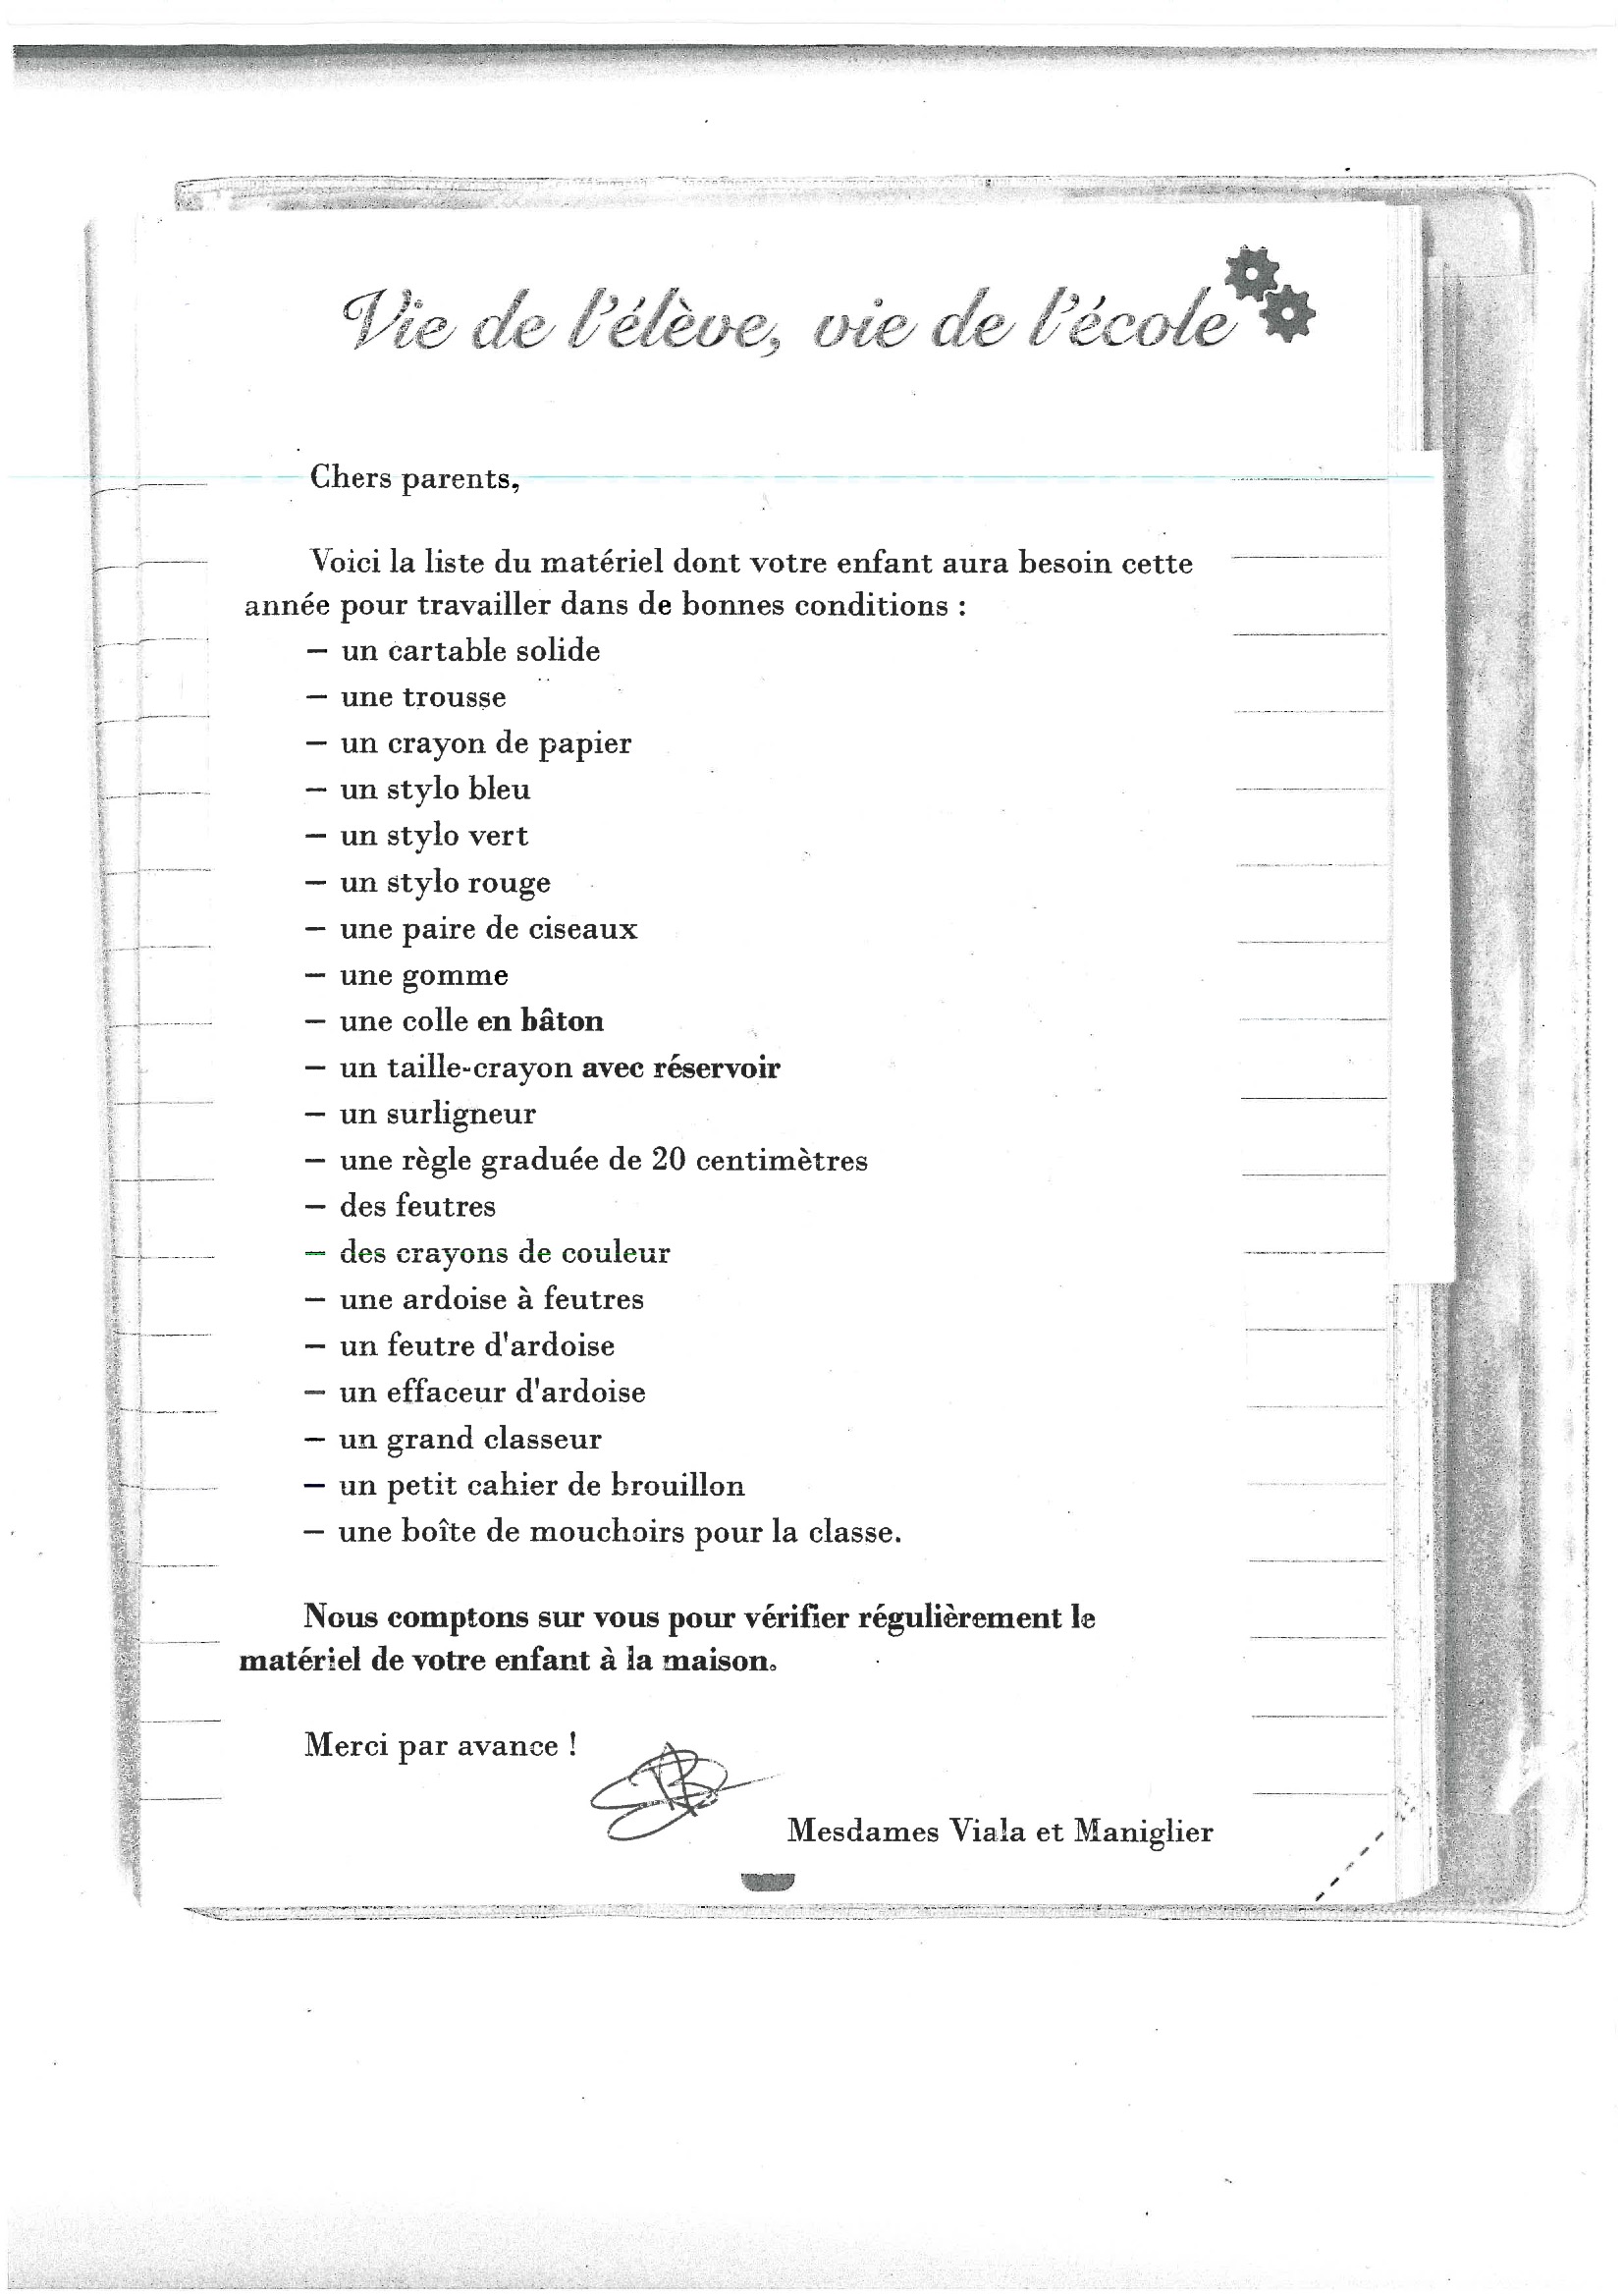 Vie de l'élève, vie de l'école
Chers parents,
Voici la liste du matériel dont votre enfant aura besoin cette
année pour travailler dans de bonnes conditions :
– un cartable solide
– une trousse
– un crayon de papier
– un stylo bleu
– un stylo vert
– un stylo rouge
– une paire de ciseaux
– une gomme
– une colle en bâton
– un taille-crayon avec réservoir
– un surligneur
– une règle graduée de 20 centimètres
– des feutres
– des crayons de couleur
– une ardoise à feutres
– un feutre d'ardoise
– un effaceur d'ardoise
– un grand classeur
– un petit cahier de brouillon
– une boîte de mouchoirs pour la classe.
Nous comptons sur vous pour vérifier régulièrement le
matériel de votre enfant à la maison.
Merci par avance !
Mesdames Viala et Maniglier